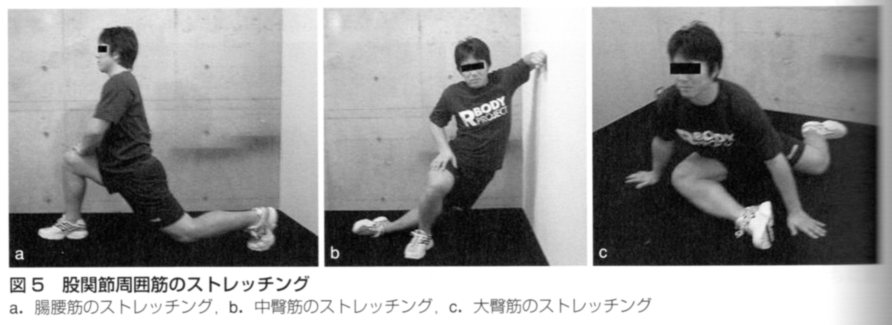 RBODY
PROJECT
RBODY
a
b
c
図5 股関節周囲筋のストレッチング
a. 腸腰筋のストレッチング, b. 中臀筋のストレッチング, c. 大臀筋のストレッチング